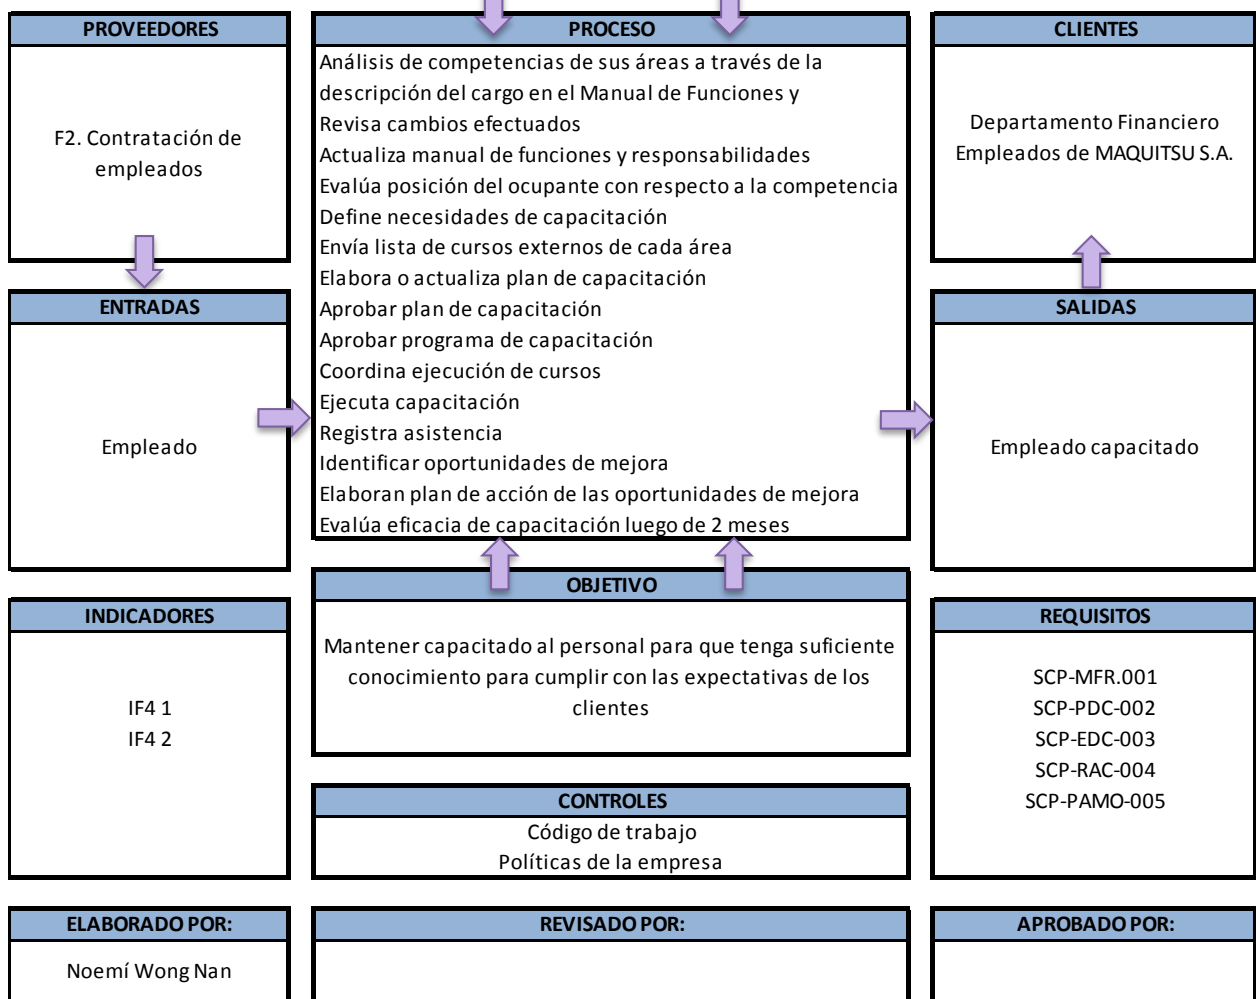 PROVEEDORES
F2. Contratación de
empleados
PROCESO
Análisis de competencias de sus áreas a través de la
descripción del cargo en el Manual de Funciones y
Revisa cambios efectuados
Actualiza manual de funciones y responsabilidades
Evalúa posición del ocupante con respecto a la competencia
Define necesidades de capacitación
Envía lista de cursos externos de cada área
Elabora o actualiza plan de capacitación
Aprobar plan de capacitación
Aprobar programa de capacitación
Coordina ejecución de cursos
Ejecuta capacitación
Registra asistencia
Identificar oportunidades de mejora
Elaboran plan de acción de las oportunidades de mejora
Evalúa eficacia de capacitación luego de 2 meses
CLIENTES
Departamento Financiero
Empleados de MAQUITSU S.A.
ENTRADAS
Empleado
SALIDAS
Empleado capacitado
INDICADORES
IF4 1
IF4 2
OBJETIVO
Mantener capacitado al personal para que tenga suficiente
conocimiento para cumplir con las expectativas de los
clientes
REQUISITOS
SCP-MFR.001
SCP-PDC-002
SCP-EDC-003
SCP-RAC-004
SCP-PAMO-005
CONTROLES
Código de trabajo
Políticas de la empresa
ELABORADO POR:
Noemí Wong Nan
REVISADO POR:
APROBADO POR: